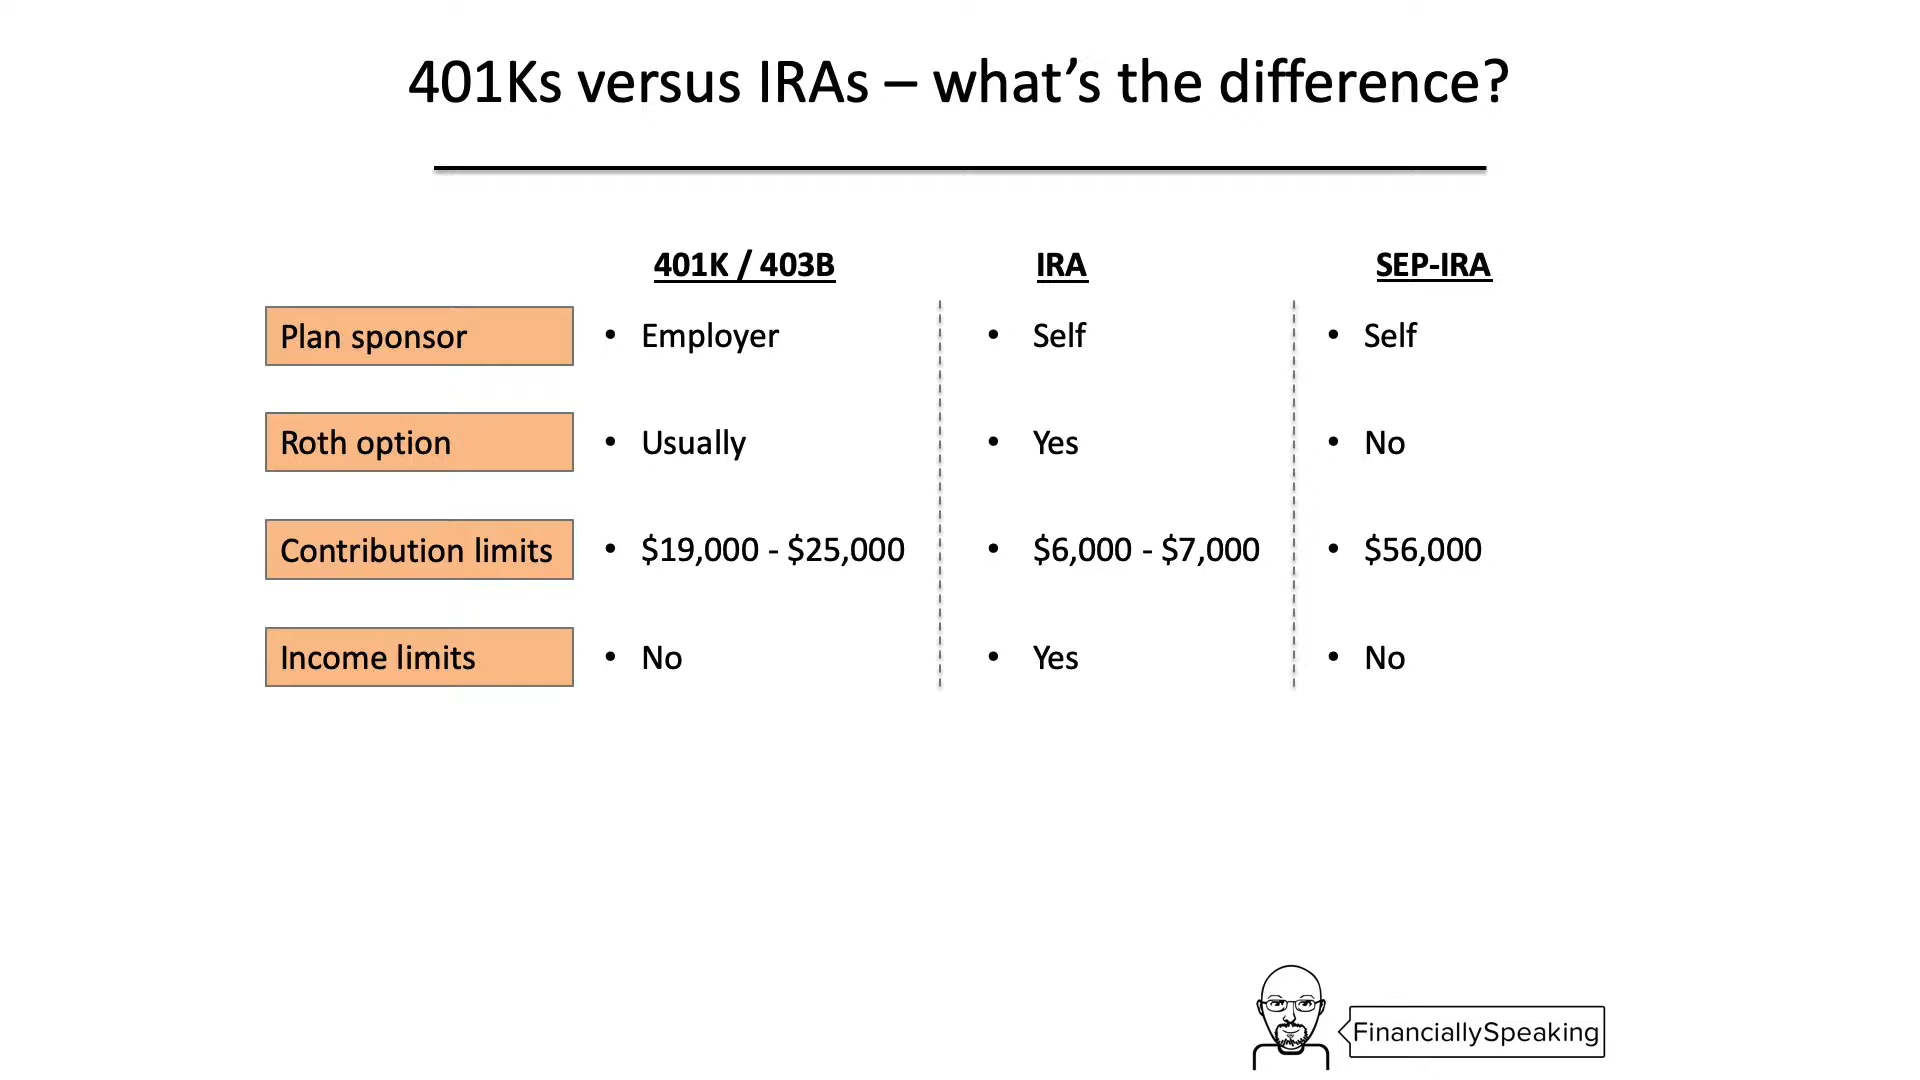 401Ks versus IRAs – what’s the difference?
401K / 403B IRA SEP-IRA
Plan sponsor • Employer • Self • Self
Roth option • Usually • Yes • No
Contribution limits • $19,000 - $25,000 • $6,000 - $7,000 • $56,000
Income limits • No • Yes • No
FinanciallySpeaking